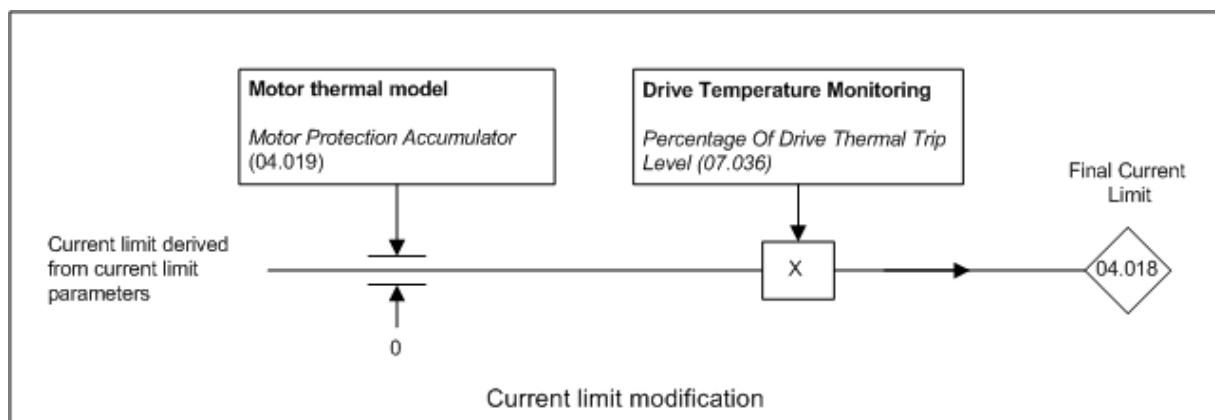 Motor thermal model
Motor Protection Accumulator
(04.019)
Drive Temperature Monitoring
Percentage Of Drive Thermal Trip
Level (07.036)
Final Current
Limit
Current limit derived
from current limit
parameters
X
04.018
0
Current limit modification